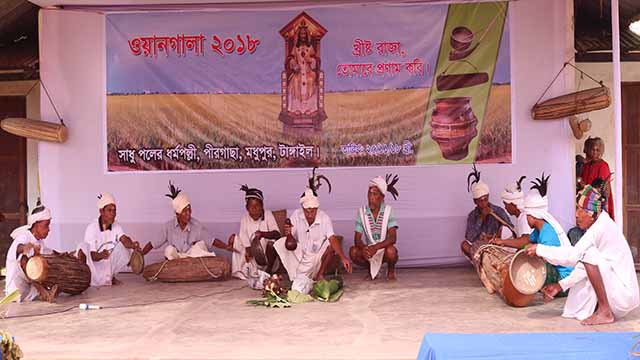 ওয়ানগালা ২০১৮
খ্রীষ্ট রাজা,
তোমারে প্রণাম করি।
সাধু পলের ধর্মপল্লী, পীরগাছা, মধুপুর, টাঙ্গাইল।